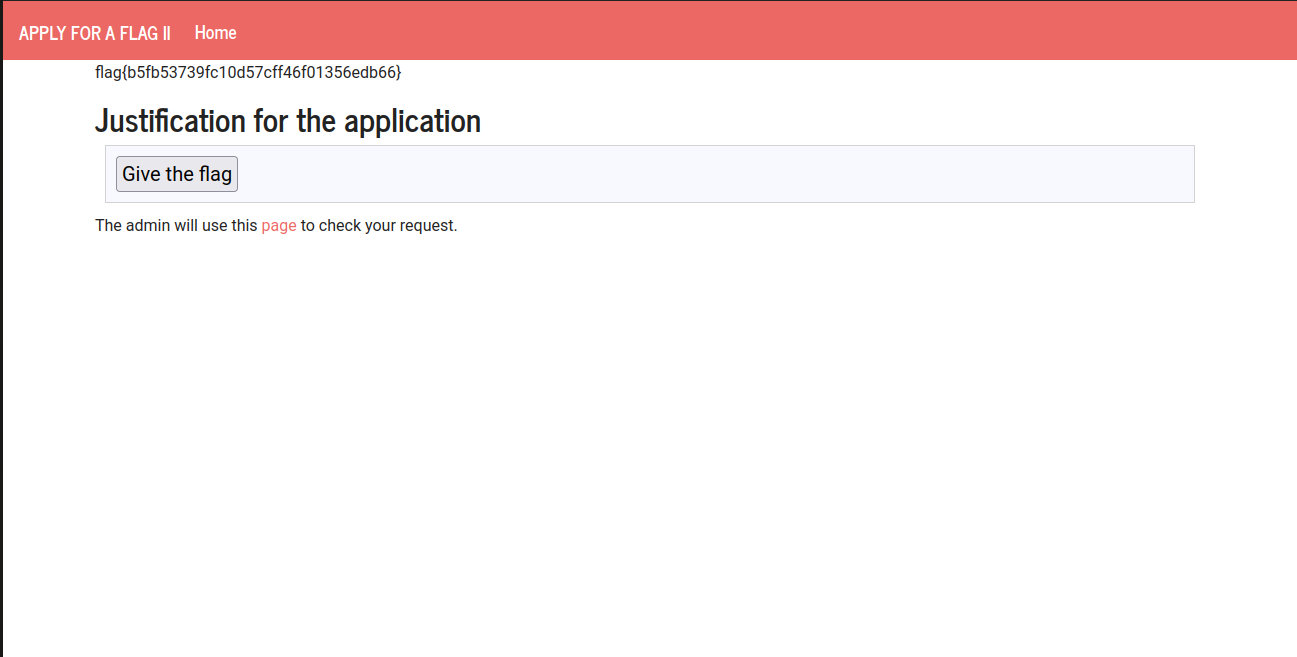 APPLY FOR A FLAG II Home
flag{b5fb53739fc10d57cff46f01356edb66}
Justification for the application
Give the flag
The admin will use this page to check your request.